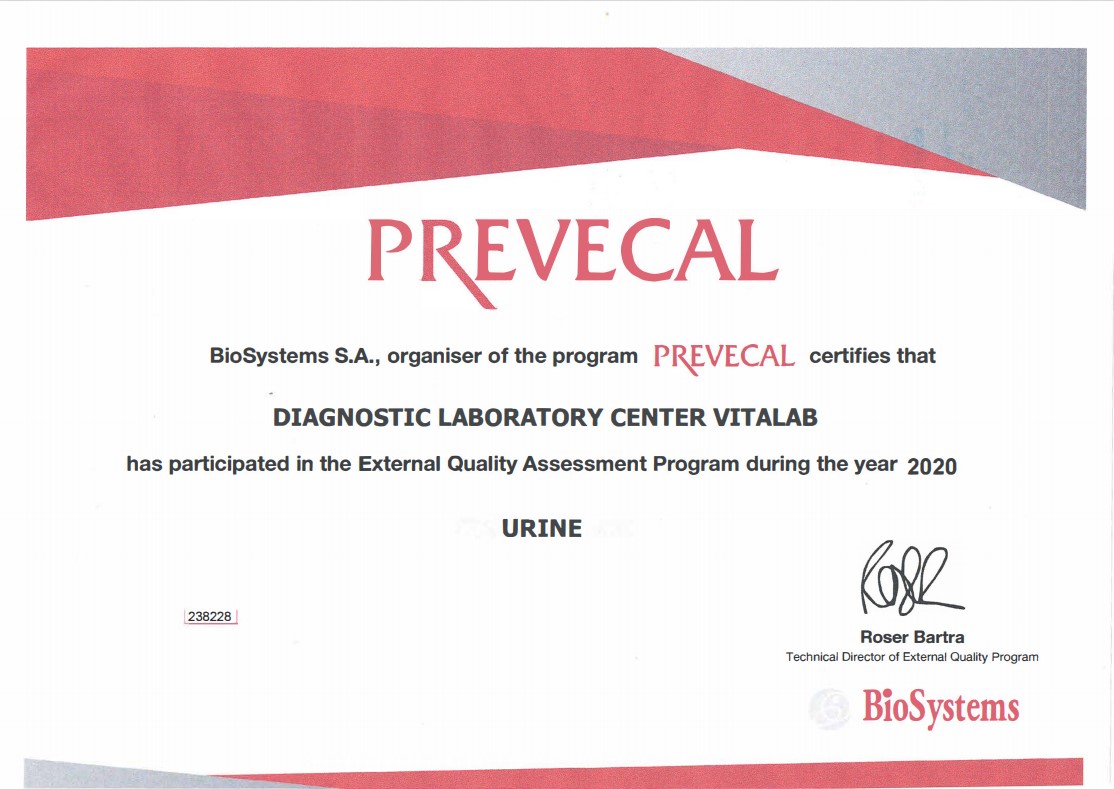 PREVECAL
BioSystems S.A., organiser of the program PREVECAL certifies that
DIAGNOSTIC LABORATORY CENTER VITALAB
has participated in the External Quality Assessment Program during the year 2020
URINE
238228
Roser Bartra
Technical Director of External Quality Program
BioSystems